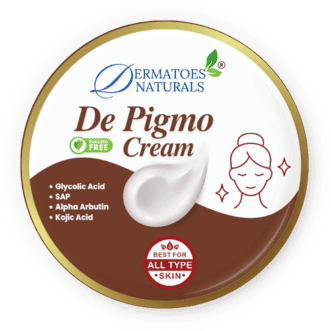 DERMATOES
NATURALS
®
De Pigmo
PARABEN
FREE
Cream
• Glycolic Acid
• SAP
• Alpha Arbutin
• Kojic Acid
BEST FOR
ALL TYPE
• SKIN •